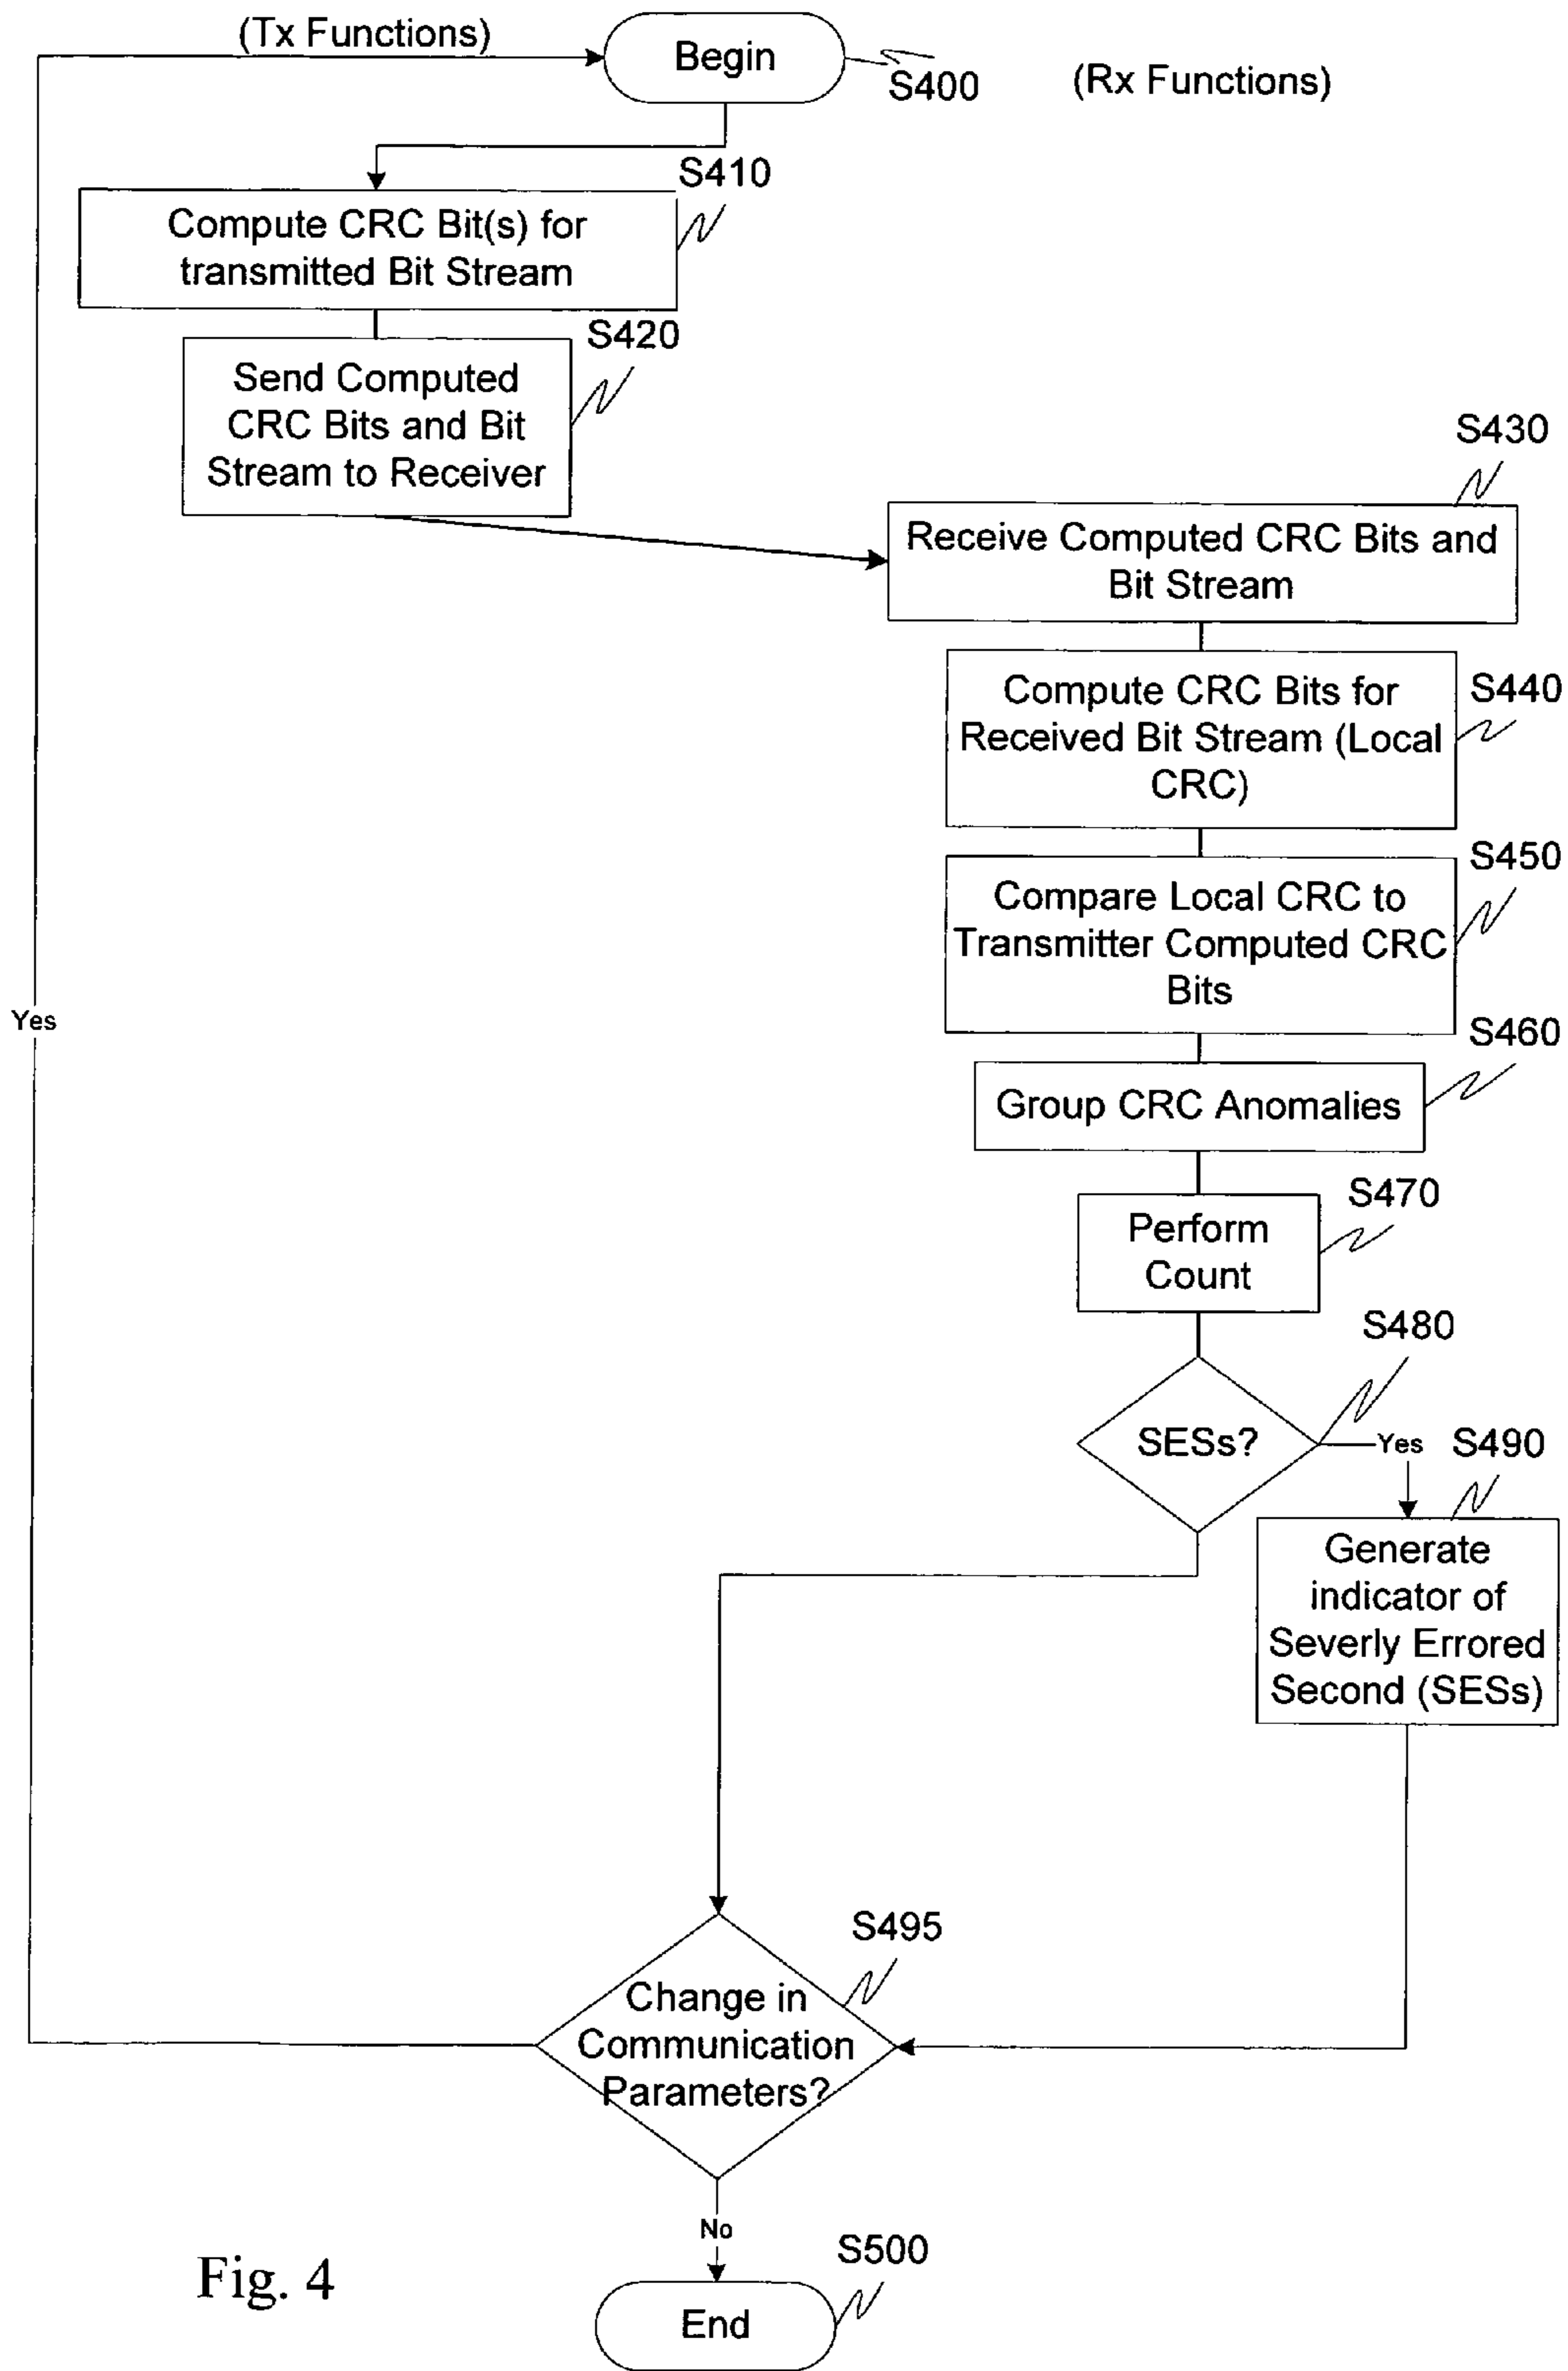 (Tx Functions)
Begin
S400
(Rx Functions)
S410
Compute CRC Bit(s) for
transmitted Bit Stream
S420
Send Computed
CRC Bits and Bit
Stream to Receiver
S430
Receive Computed CRC Bits and
Bit Stream
S440
Compute CRC Bits for
Received Bit Stream (Local
CRC)
S450
Compare Local CRC to
Transmitter Computed CRC
Bits
S460
Group CRC Anomalies
S470
Perform
Count
S480
SESs?
Yes
S490
Generate
indicator of
Severly Errored
Second (SESs)
Yes
S495
Change in
Communication
Parameters?
No
S500
End
Fig. 4